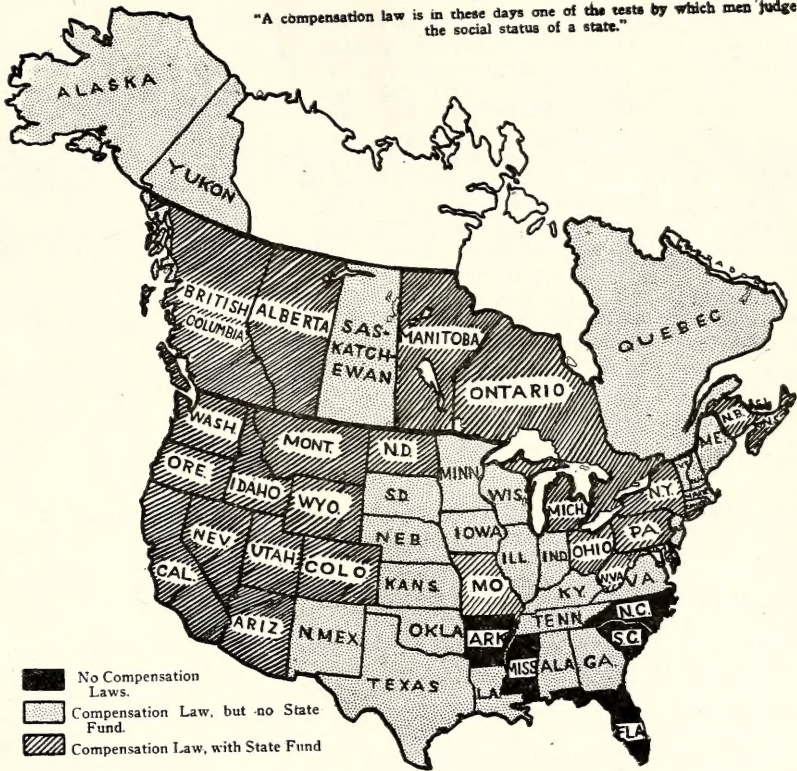 "A compensation law is in these days one of the tests by which men judge
the social status of a state."
ALASKA
YUKON
BRITISH
COLUMBIA
ALBERTA
SAS-
KATCH-
EWAN
MANITOBA
ONTARIO
QUEBEC
N.B.
WASH.
MONT.
N.D.
MINN
ME.
ORE.
IDAHO
WYO.
S.D.
WIS.
MICH.
N.Y.
NEV.
UTAH
COLO.
NEB.
IOWA
ILL
IND.
OHIO
PA.
CAL.
KANS.
MO.
KY.
W.VA
VA.
ARIZ.
N.MEX.
OKLA.
ARK.
TENN.
N.C.
S.C.
TEXAS
LA.
MISS
ALA.
GA.
FLA.
No Compensation
Laws.
Compensation Law, but no State
Fund.
Compensation Law, with State Fund